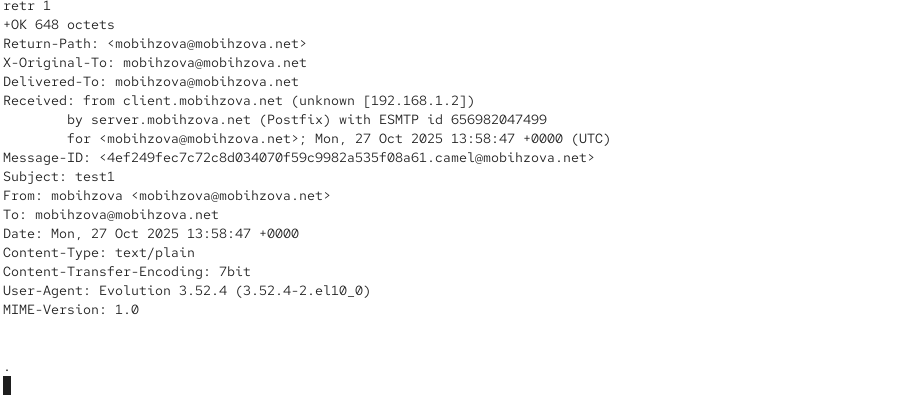 retr 1
+OK 648 octets
Return-Path: <mobihzova@mobihzova.net>
X-Original-To: mobihzova@mobihzova.net
Delivered-To: mobihzova@mobihzova.net
Received: from client.mobihzova.net (unknown [192.168.1.2])
        by server.mobihzova.net (Postfix) with ESMTP id 656982047499
        for <mobihzova@mobihzova.net>; Mon, 27 Oct 2025 13:58:47 +0000 (UTC)
Message-ID: <4ef249fec7c72c8d034070f59c9982a535f08a61.camel@mobihzova.net>
Subject: test1
From: mobihzova <mobihzova@mobihzova.net>
To: mobihzova@mobihzova.net
Date: Mon, 27 Oct 2025 13:58:47 +0000
Content-Type: text/plain
Content-Transfer-Encoding: 7bit
User-Agent: Evolution 3.52.4 (3.52.4-2.el10_0)
MIME-Version: 1.0
.